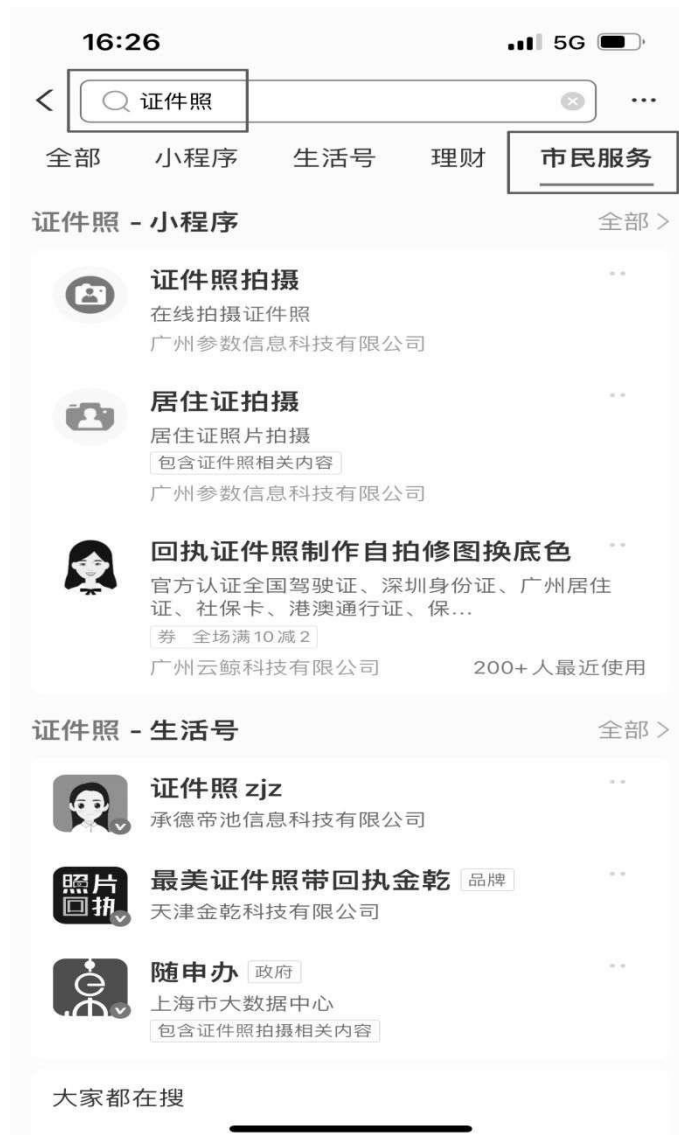 16:26 5G
证件照
全部 小程序 生活号 理财 市民服务
证件照 - 小程序 全部 >
证件照拍摄
在线拍摄证件照
广州参数信息科技有限公司
居住证拍摄
居住证照片拍摄
包含证件照相关内容
广州参数信息科技有限公司
回执证件照制作自拍修图换底色
官方认证全国驾驶证、深圳身份证、广州居住
证、社保卡、港澳通行证、保...
券 全场满10减2
广州云鲸科技有限公司 200+人最近使用
证件照 - 生活号 全部 >
证件照 zjz
承德帝池信息科技有限公司
照片
回执
最美证件照带回执金乾 品牌
天津金乾科技有限公司
随申办 政府
上海市大数据中心
包含证件照拍摄相关内容
大家都在搜